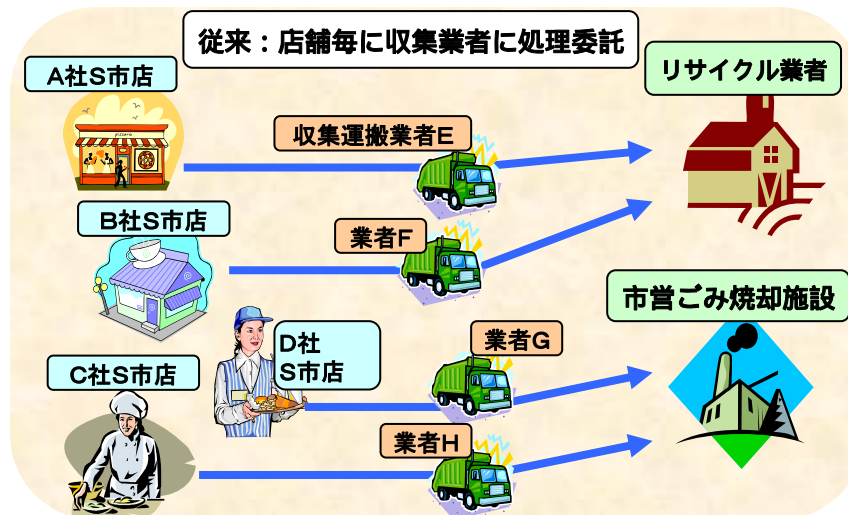 従来：店舗毎に収集業者に処理委託
A社S市店
収集運搬業者E
リサイクル業者
pizzeria
B社S市店
業者F
市営ごみ焼却施設
D社
S市店
業者G
C社S市店
業者H